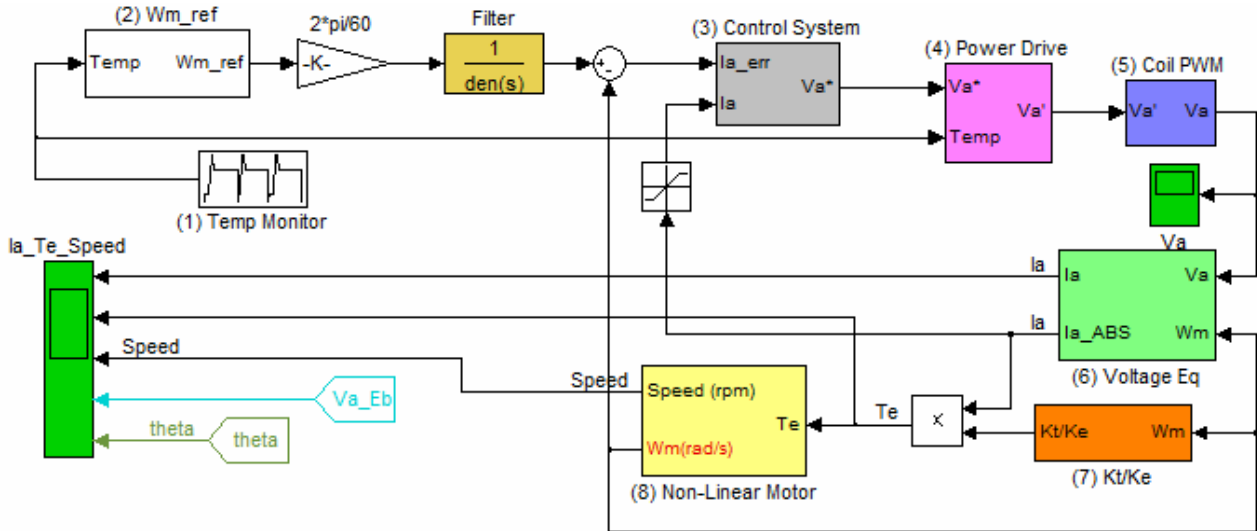 (2) Wm_ref
2*pi/60
Filter
(3) Control System
(4) Power Drive
(5) Coil PWM
Temp
Wm_ref
-K-
1
den(s)
+
-
Ia_err
Ia
Va*
Va*
Temp
Va'
Va'
Va
(1) Temp Monitor
Va
Ia_Te_Speed
Ia
Ia
Va
Ia
Ia_ABS
Wm
(6) Voltage Eq
Speed
Speed
Speed (rpm)
Te
Wm(rad/s)
(8) Non-Linear Motor
Te
×
Kt/Ke
Wm
(7) Kt/Ke
Va_Eb
theta
theta